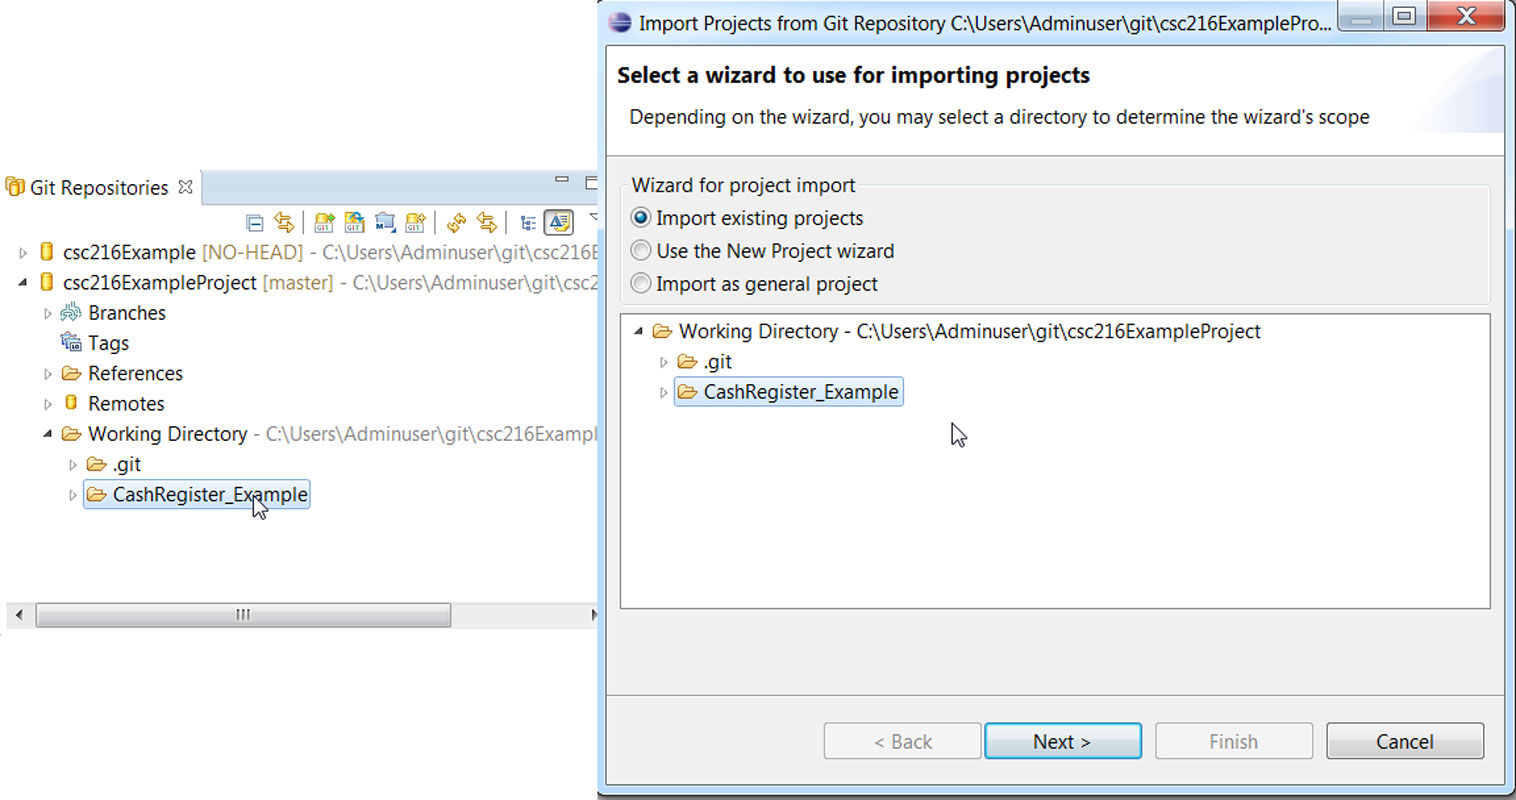 Git Repositories
csc216Example [NO-HEAD] - C:\Users\Adminuser\git\csc216E
csc216ExampleProject [master] - C:\Users\Adminuser\git\csc2
Branches
Tags
References
Remotes
Working Directory - C:\Users\Adminuser\git\csc216Exampl
.git
CashRegister_Example
Import Projects from Git Repository C:\Users\Adminuser\git\csc216ExamplePro...
Select a wizard to use for importing projects
Depending on the wizard, you may select a directory to determine the wizard's scope
Wizard for project import
Import existing projects
Use the New Project wizard
Import as general project
Working Directory - C:\Users\Adminuser\git\csc216ExampleProject
.git
CashRegister_Example
< Back Next > Finish Cancel